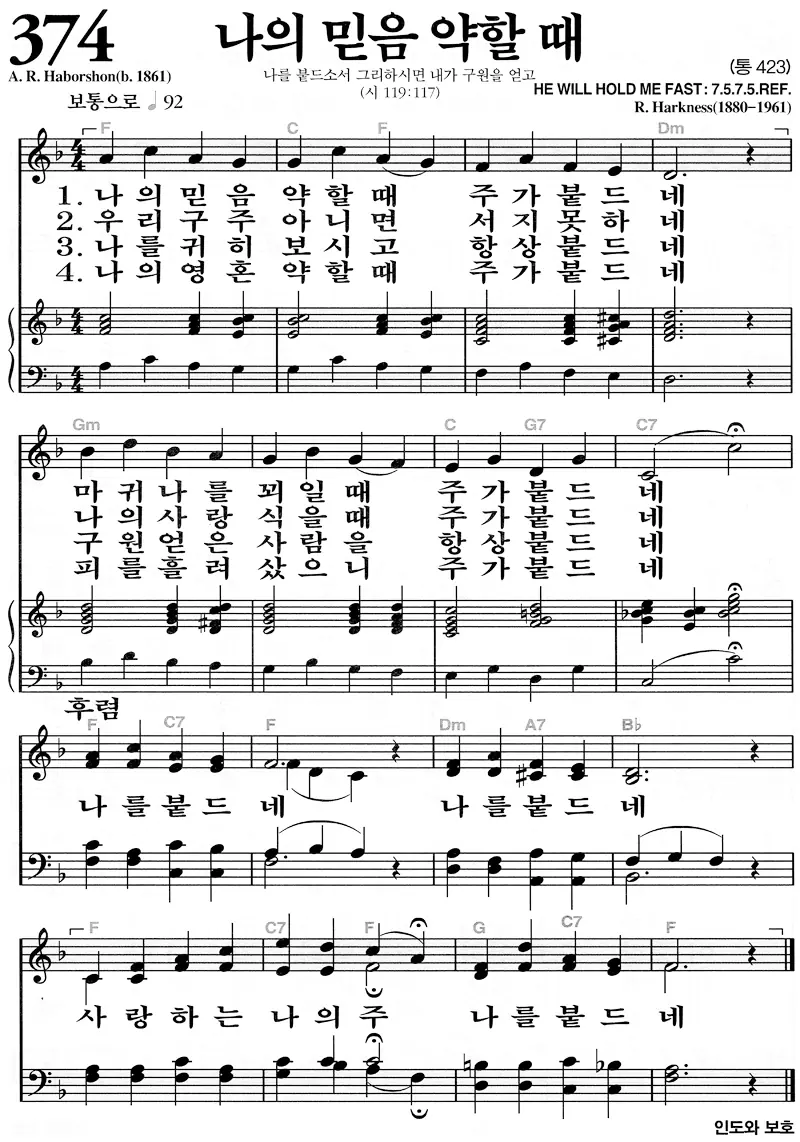 374 나의 믿음 약할 때
(통 423)
A. R. Haborshon(b. 1861)
나를 붙드소서 그리하시면 내가 구원을 얻고
(시 119:117)
HE WILL HOLD ME FAST: 7.5.7.5.REF.
R. Harkness(1880-1961)
보통으로 ♩ 92
F C F Dm
1. 나의 믿음 약할 때 주가 붙드네
2. 우리 구주 아니면 서지 못하네
3. 나를 귀히 보시고 항상 붙드네
4. 나의 영혼 약할 때 주가 붙드네
Gm C G7 C7
마귀 나를 꾀일 때 주가 붙드네
나의 사랑 식을 때 주가 붙드네
구원 얻은 사람을 항상 붙드네
피를 흘려 샀으니 주가 붙드네
후렴
F C7 F Dm A7 B♭
나를 붙드네 나를 붙드네
F C7 F G C7 F
사랑하는 나의 주 나를 붙드네
인도와 보호